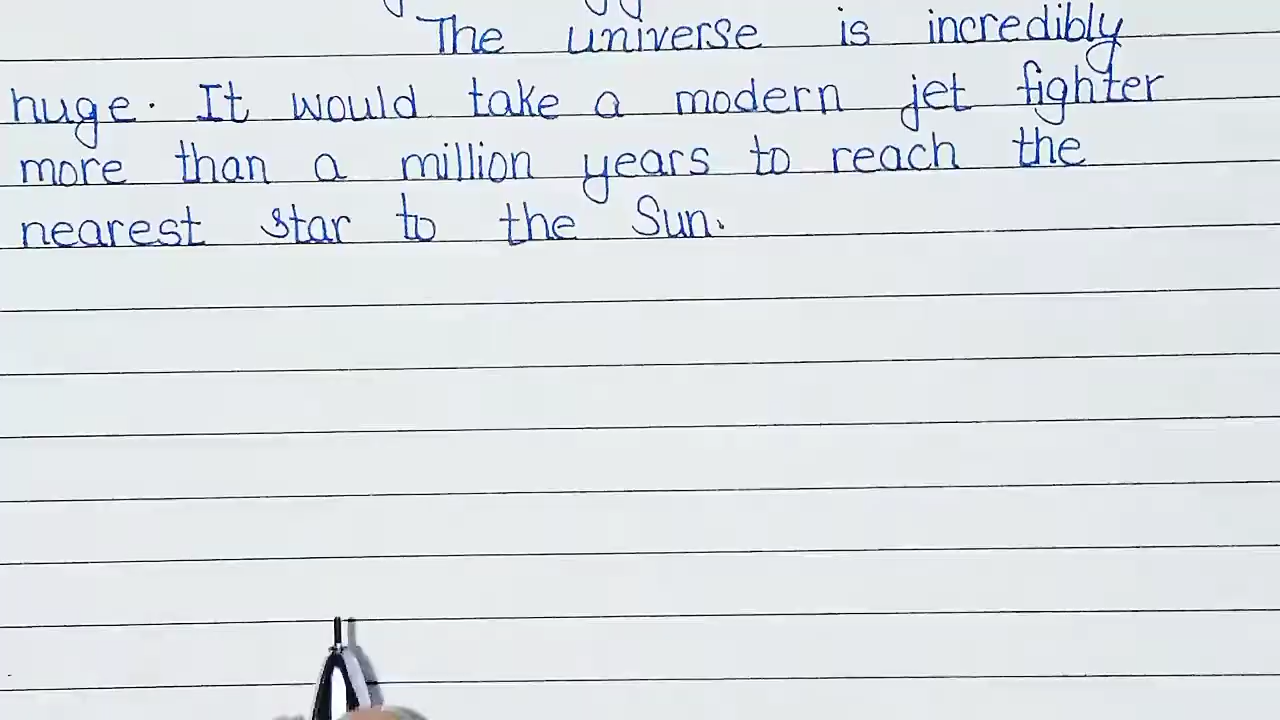 The universe is incredibly
huge. It would take a modern jet fighter
more than a million years to reach the
nearest star to the Sun.